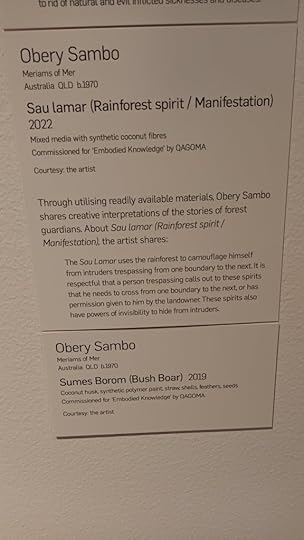 to rid of natural and evil inflicted sicknesses and diseases.
Obery Sambo
Meriams of Mer
Australia QLD b.1970
Sau lamar (Rainforest spirit / Manifestation)
2022
Mixed media with synthetic coconut fibres
Commissioned for 'Embodied Knowledge' by QAGOMA
Courtesy: the artist
Through utilising readily available materials, Obery Sambo
shares creative interpretations of the stories of forest
guardians. About Sau lamar (Rainforest spirit /
Manifestation), the artist shares:
The Sau Lamar uses the rainforest to camouflage himself
from intruders trespassing from one boundary to the next. It is
respectful that a person trespassing calls out to these spirits
that he needs to cross from one boundary to the next, or has
permission given to him by the landowner. These spirits also
have powers of invisibility to hide from intruders.
Obery Sambo
Meriams of Mer
Australia QLD b.1970
Sumes Borom (Bush Boar) 2019
Coconut husk, synthetic polymer paint, straw, shells, feathers, seeds
Commissioned for 'Embodied Knowledge' by QAGOMA
Courtesy: the artist